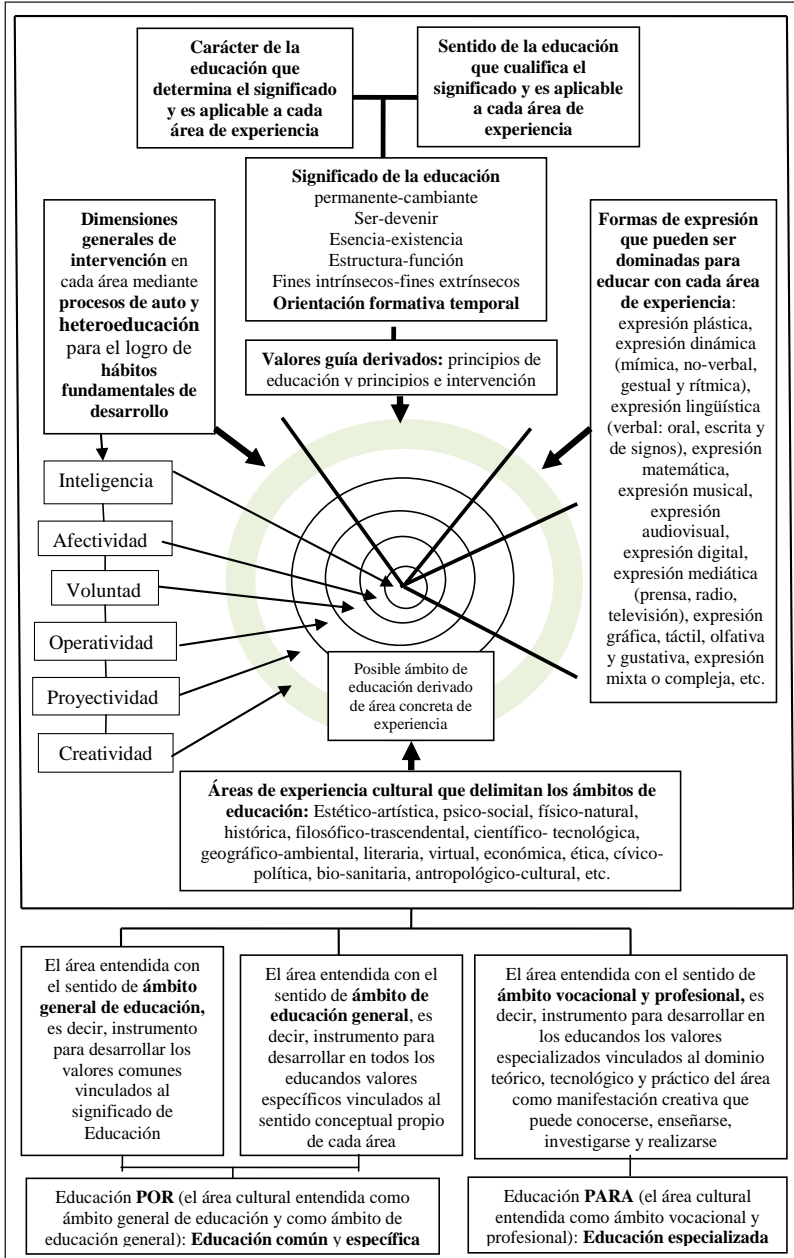 Carácter de la
educación que
determina el significado
y es aplicable a cada
área de experiencia
Sentido de la educación
que cualifica el
significado y es aplicable
a cada área de
experiencia
Significado de la educación
permanente-cambiante
Ser-devenir
Esencia-existencia
Estructura-función
Fines intrínsecos-fines extrínsecos
Orientación formativa temporal
Dimensiones
generales de
intervención en
cada área mediante
procesos de auto y
heteroeducación
para el logro de
hábitos
fundamentales de
desarrollo
Valores guía derivados: principios de
educación y principios e intervención
Formas de expresión
que pueden ser
dominadas para
educar con cada área
de experiencia:
expresión plástica,
expresión dinámica
(mímica, no-verbal,
gestual y rítmica),
expresión lingüística
(verbal: oral, escrita y
de signos), expresión
matemática,
expresión musical,
expresión
audiovisual,
expresión digital,
expresión mediática
(prensa, radio,
televisión), expresión
gráfica, táctil, olfativa
y gustativa, expresión
mixta o compleja, etc.
Inteligencia
Afectividad
Voluntad
Operatividad
Proyectividad
Creatividad
Posible ámbito de
educación derivado
de área concreta de
experiencia
Áreas de experiencia cultural que delimitan los ámbitos de
educación: Estético-artística, psico-social, físico-natural,
histórica, filosófico-trascendental, científico- tecnológica,
geográfico-ambiental, literaria, virtual, económica, ética, cívico-
política, bio-sanitaria, antropológico-cultural, etc.
El área entendida con
el sentido de ámbito
general de educación,
es decir, instrumento
para desarrollar los
valores comunes
vinculados al
significado de
Educación
El área entendida con el
sentido de ámbito de
educación general, es
decir, instrumento para
desarrollar en todos los
educandos valores
específicos vinculados al
sentido conceptual propio
de cada área
El área entendida con el sentido de
ámbito vocacional y profesional, es
decir, instrumento para desarrollar en
los educandos los valores
especializados vinculados al dominio
teórico, tecnológico y práctico del área
como manifestación creativa que
puede conocerse, enseñarse,
investigarse y realizarse
Educación POR (el área cultural entendida como
ámbito general de educación y como ámbito de
educación general): Educación común y específica
Educación PARA (el área cultural
entendida como ámbito vocacional y
profesional): Educación especializada